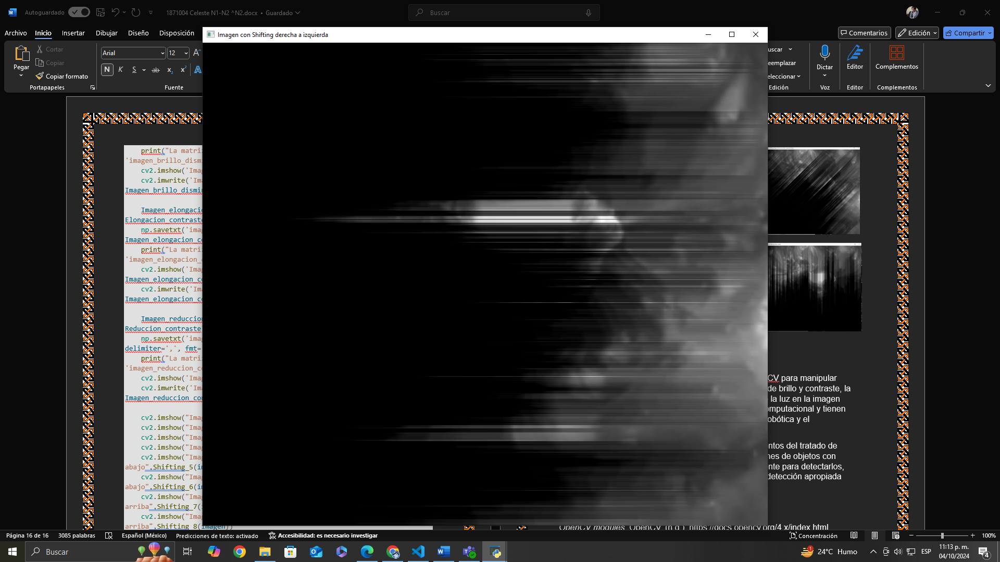 Autoguardado
1871004 Celeste N1-N2 ^N2.docx • Guardado
Buscar
Archivo
Inicio
Insertar
Dibujar
Diseño
Disposición
Comentarios
Edición
Compartir
Pegar
Cortar
Copiar
Copiar formato
Portapapeles
Arial
12
N K S ab x₂ x² A
Fuente
Imagen con Shifting derecha a izquierda
uscar
eemplazar
eleccionar
Edición
Dictar
Voz
Editor
Editor
Complementos
Complementos
print("La matri
'imagen_brillo_dismi
cv2.imshow('Ima
cv2.imwrite('Im
Imagen_brillo_dismi
Imagen_elongaci
Elongacion_contrast
np.savetxt('ima
Imagen_elongacion_c
print("La matri
'imagen_elongacion_
cv2.imshow('Ima
Imagen_elongacion_c
cv2.imwrite('Im
Imagen_elongacion_c
Imagen_reduccion
Reduccion_contraste
np.savetxt('ima
delimiter=',', fmt=
print("La matri
'imagen_reduccion_c
cv2.imshow('Ima
cv2.imwrite('Im
Imagen_reduccion_con
cv2.imshow("Ima
cv2.imshow("Ima
cv2.imshow("Ima
cv2.imshow("Ima
cv2.imshow("Ima
abajo",Shifting_5(i
cv2.imshow("Ima
abajo",Shifting_6(i
cv2.imshow("Ima
arriba",Shifting_7(
cv2.imshow("Ima
arriba",Shifting_8(imagen))
CV para manipular
de brillo y contraste, la
la luz en la imagen
mputacional y tienen
obótica y el
ntos del tratado de
nes de objetos con
nte para detectarlos,
detección apropiada
OpenCV modules. OpenCV. (n.d.). https://docs.opencv.org/4.x/index.html
Página 16 de 16
3085 palabras
Español (México)
Predicciones de texto: activado
Accesibilidad: es necesario investigar
Concentración
100%
Buscar
24°C Humo
ESP
11:13 p. m.
04/10/2024
4